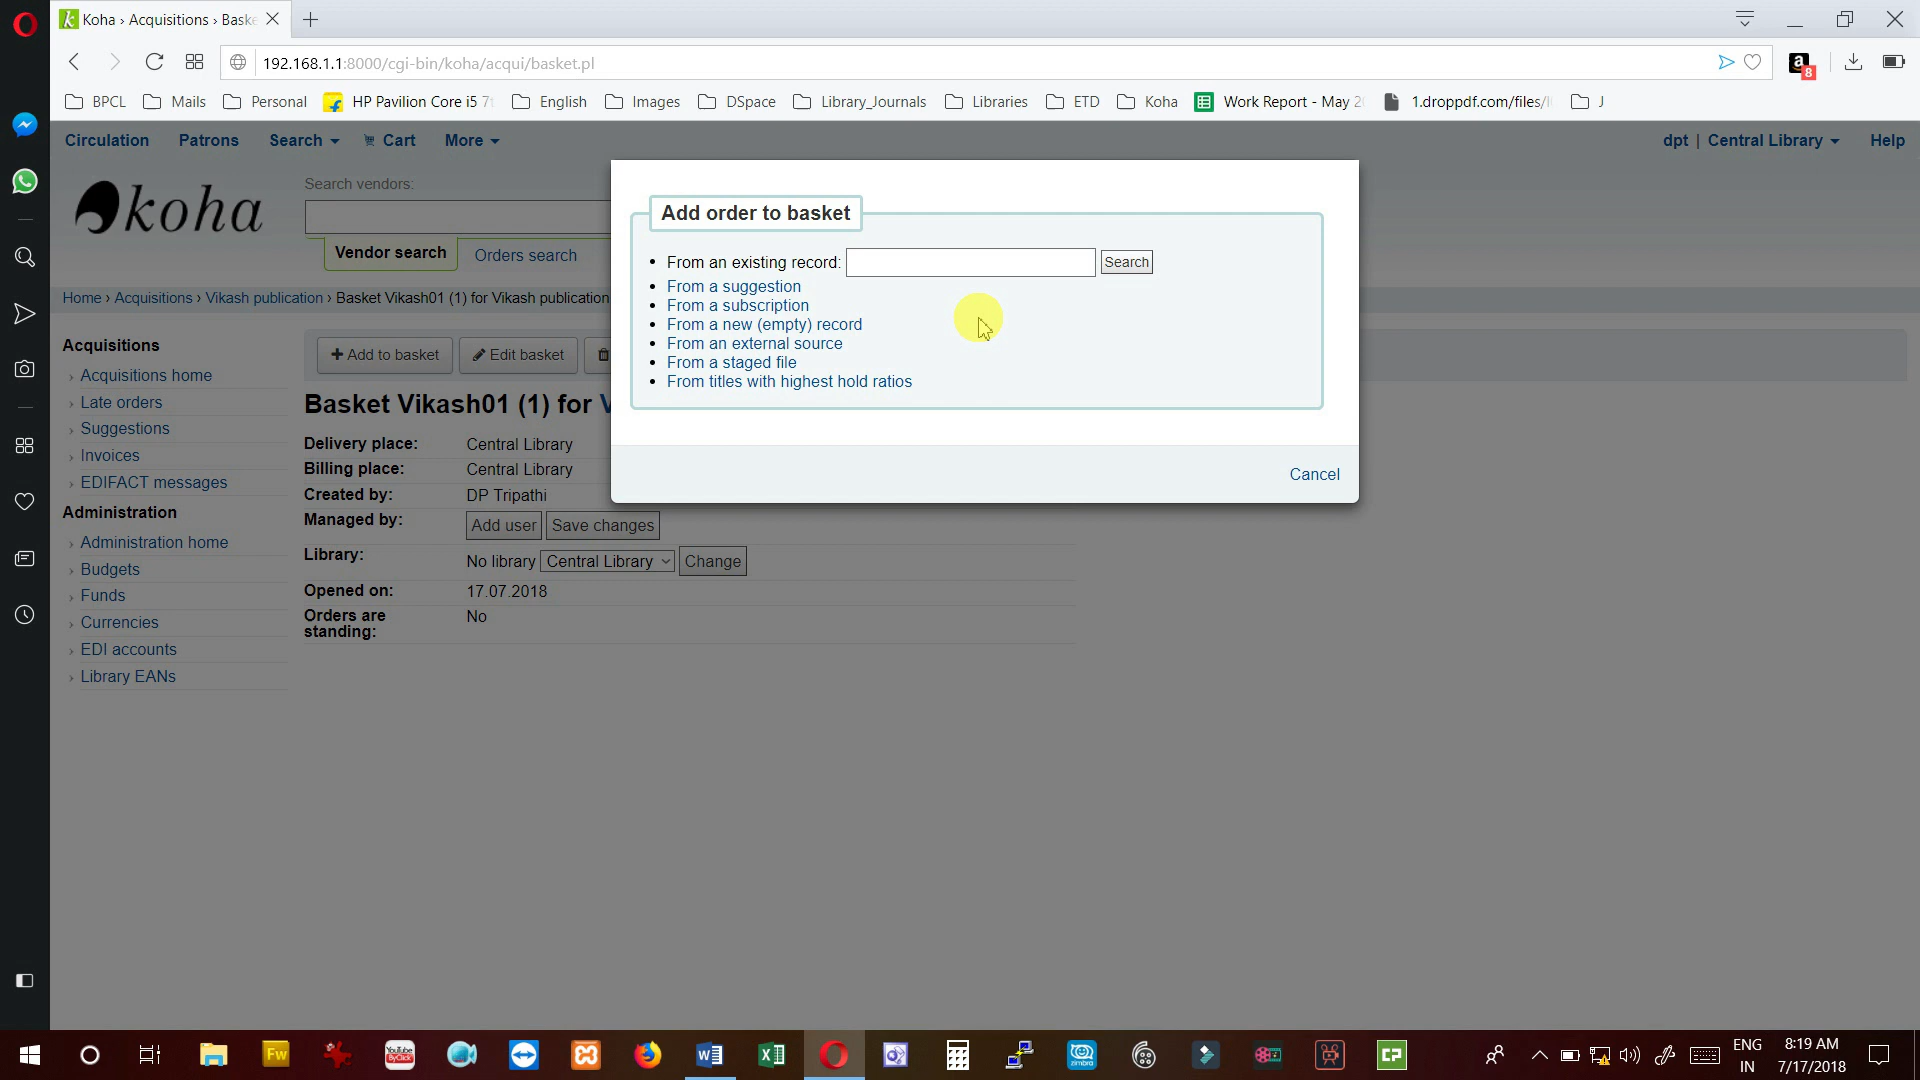 Koha › Acquisitions › Baske
192.168.1.1:8000/cgi-bin/koha/acqui/basket.pl
a
8
BPCL
Mails
Personal
HP Pavilion Core i5 7
English
Images
DSpace
Library_Journals
Libraries
ETD
Koha
Work Report - May 2
1.droppdf.com/files/
J
Circulation
Patrons
Search
Cart
More
dpt | Central Library
Help
koha
Search vendors:
Vendor search
Orders search
Home › Acquisitions › Vikash publication › Basket Vikash01 (1) for Vikash publication
Acquisitions
Acquisitions home
Late orders
Suggestions
Invoices
EDIFACT messages
Administration
Administration home
Budgets
Funds
Currencies
EDI accounts
Library EANs
Add to basket
Edit basket
Basket Vikash01 (1) for V
Delivery place: Central Library
Billing place: Central Library
Created by: DP Tripathi
Managed by: Add user Save changes
Library: No library Central Library Change
Opened on: 17.07.2018
Orders are standing: No
Add order to basket
From an existing record: Search
From a suggestion
From a subscription
From a new (empty) record
From an external source
From a staged file
From titles with highest hold ratios
Cancel
Fw
YouTube
ByClick
zimbra
CP
ENG
IN
8:19 AM
7/17/2018